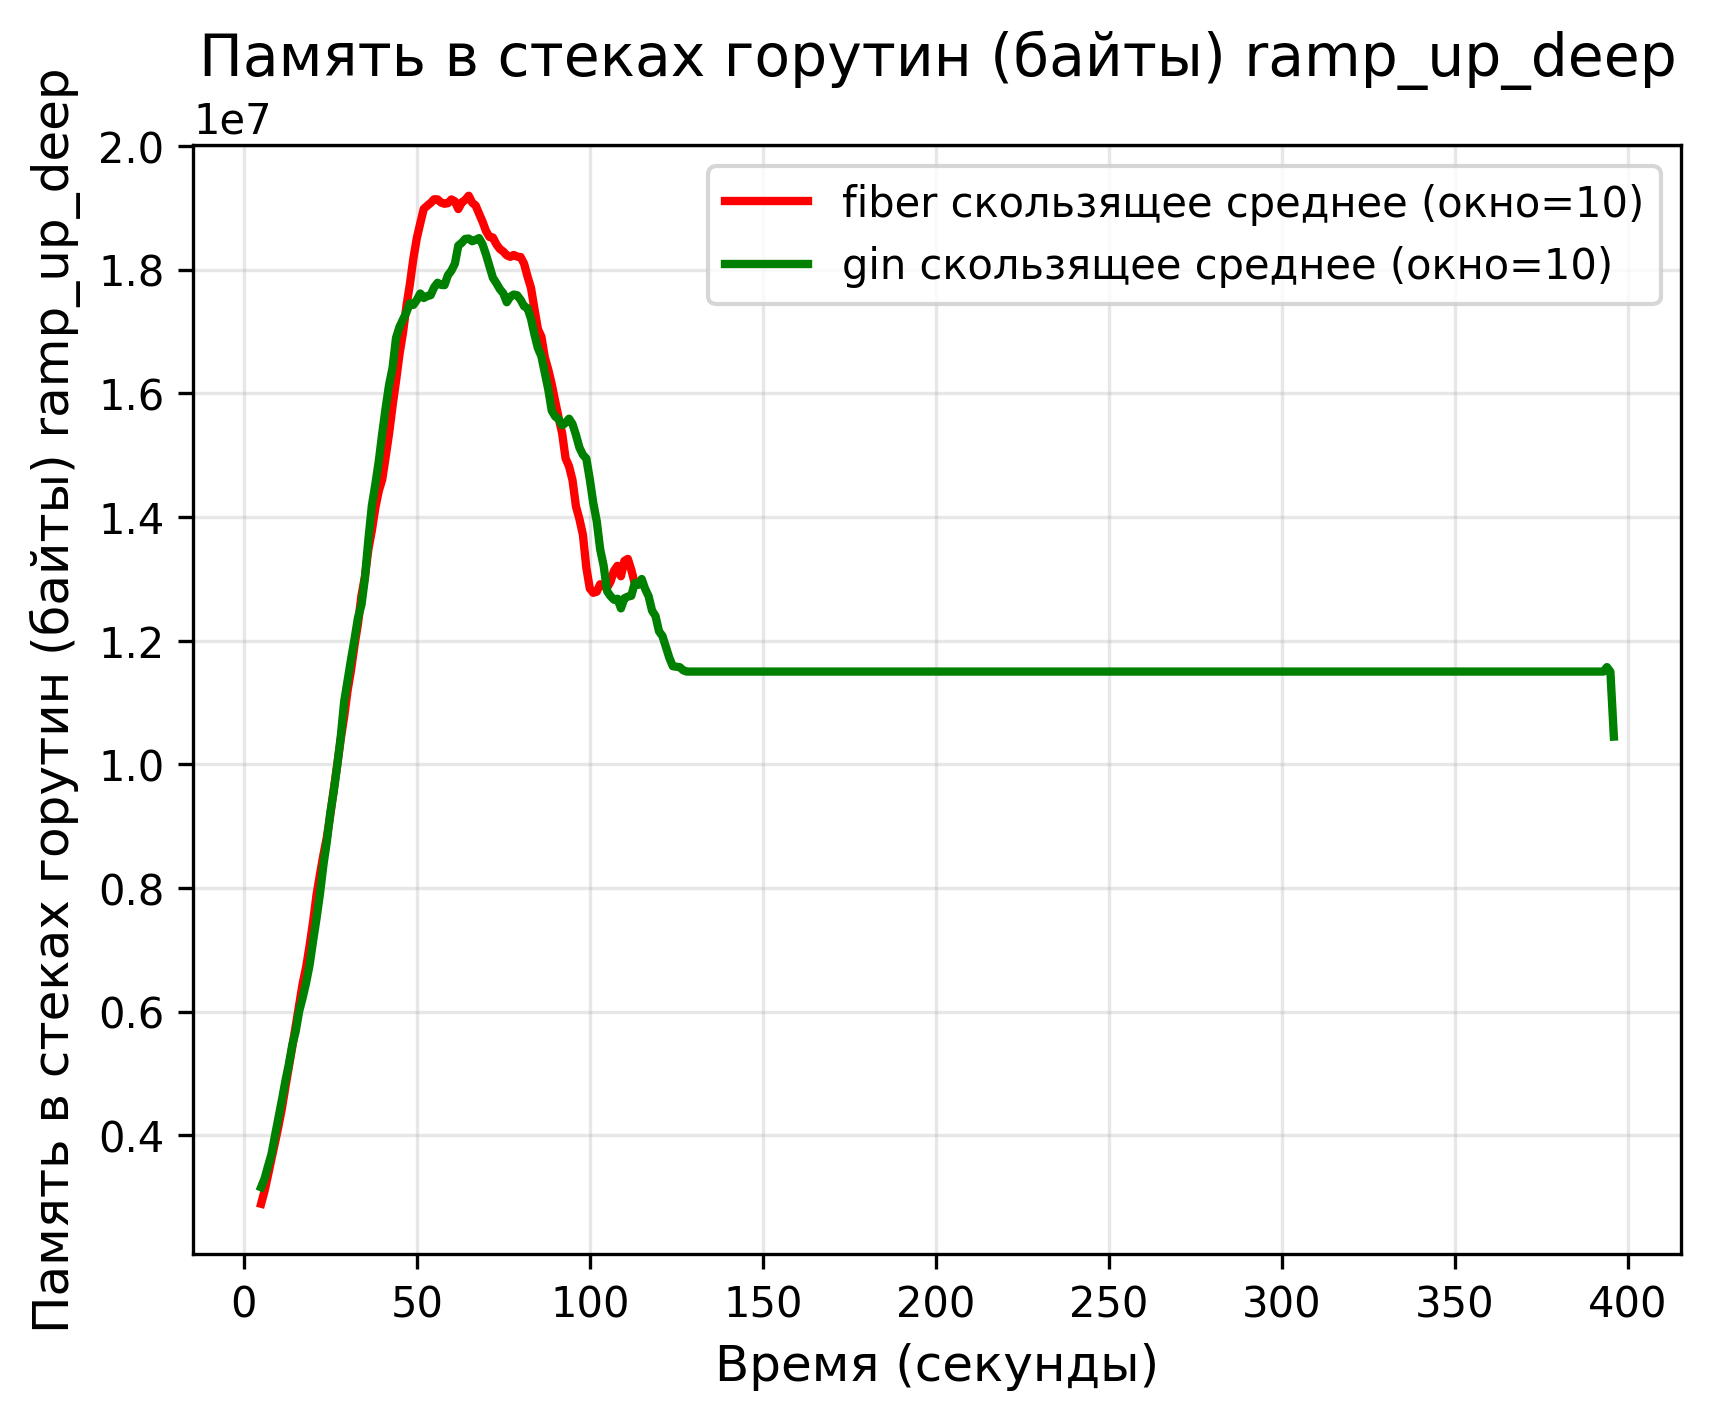 Память в стеках горутин (байты) ramp_up_deep
1e7
Память в стеках горутин (байты) ramp_up_deep
2.0
1.8
1.6
1.4
1.2
1.0
0.8
0.6
0.4
fiber скользящее среднее (окно=10)
gin скользящее среднее (окно=10)
0 50 100 150 200 250 300 350 400
Время (секунды)